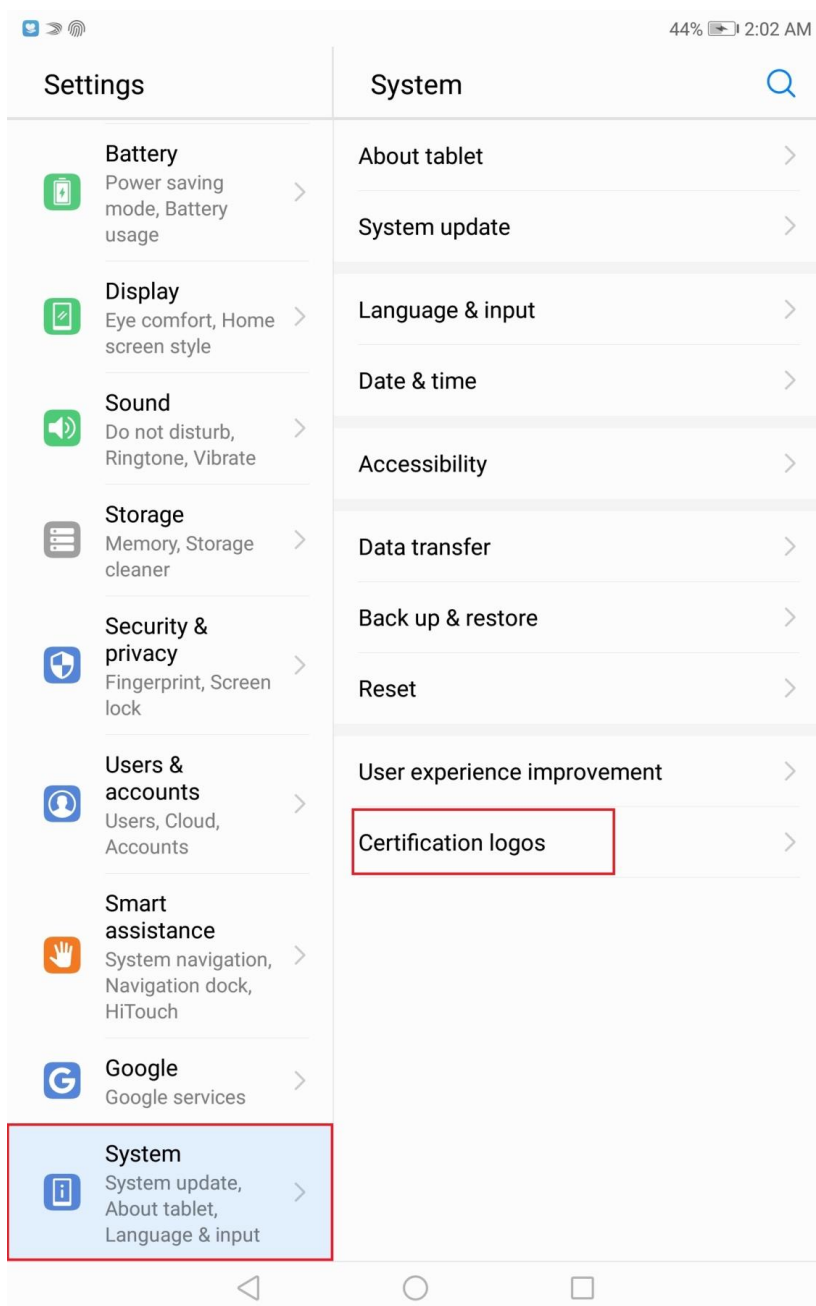 44% 2:02 AM
Settings
Battery
Power saving
mode, Battery
usage
Display
Eye comfort, Home
screen style
Sound
Do not disturb,
Ringtone, Vibrate
Storage
Memory, Storage
cleaner
Security &
privacy
Fingerprint, Screen
lock
Users &
accounts
Users, Cloud,
Accounts
Smart
assistance
System navigation,
Navigation dock,
HiTouch
Google
Google services
System
System update,
About tablet,
Language & input
System
About tablet
System update
Language & input
Date & time
Accessibility
Data transfer
Back up & restore
Reset
User experience improvement
Certification logos